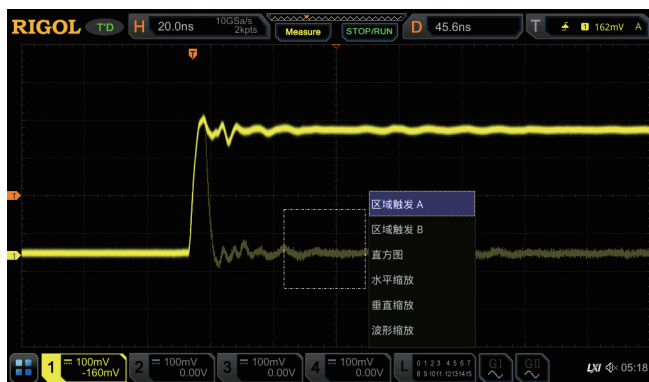 RIGOL T'D H 20.0ns 10GSa/s 2kpts Measure STOP/RUN D 45.6ns T 1 162mV A
T
1
区域触发 A
区域触发 B
1
直方图
水平缩放
垂直缩放
波形缩放
1 100mV -160mV 2 100mV 0.00V 3 100mV 0.00V 4 100mV 0.00V L 0 1 2 3 4 5 6 7 8 9 10 11 12 13 14 15 GI GII LXI 05:18